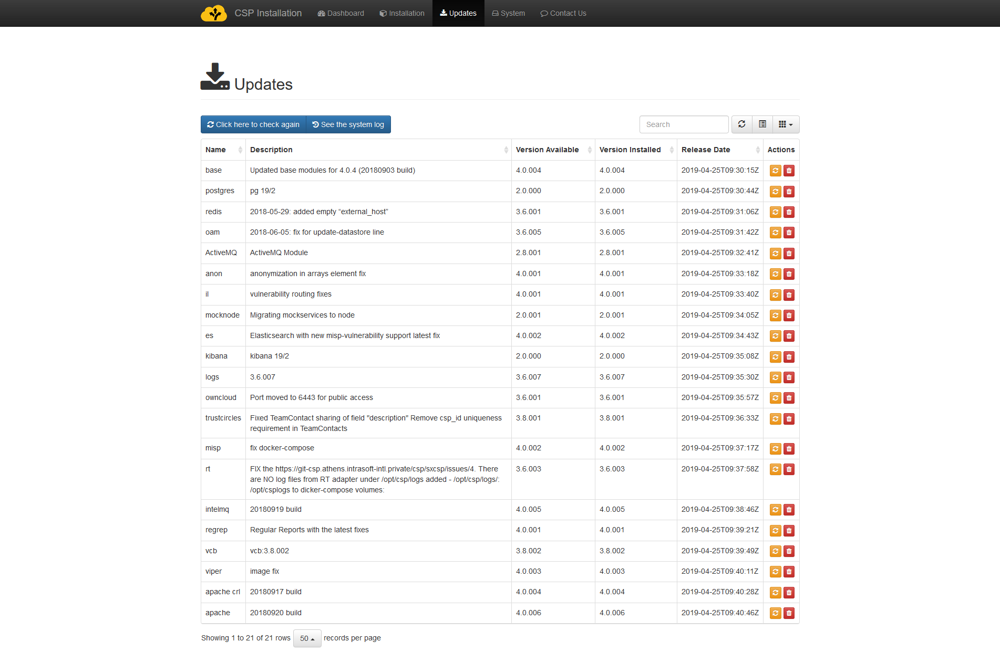 CSP Installation Dashboard Installation Updates System Contact Us
Updates
Click here to check again See the system log Search
Name Description Version Available Version Installed Release Date Actions
base Updated base modules for 4.0.4 (20180903 build) 4.0.004 4.0.004 2019-04-25T09:30:15Z
postgres pg 19/2 2.0.000 2.0.000 2019-04-25T09:30:44Z
redis 2018-05-29: added empty “external_host” 3.6.001 3.6.001 2019-04-25T09:31:06Z
oam 2018-06-05: fix for update-datastore line 3.6.005 3.6.005 2019-04-25T09:31:42Z
ActiveMQ ActiveMQ Module 2.8.001 2.8.001 2019-04-25T09:32:41Z
anon anonymization in arrays element fix 4.0.001 4.0.001 2019-04-25T09:33:18Z
il vulnerability routing fixes 4.0.001 4.0.001 2019-04-25T09:33:40Z
mocknode Migrating mockservices to node 2.0.001 2.0.001 2019-04-25T09:34:05Z
es Elasticsearch with new misp-vulnerability support latest fix 4.0.002 4.0.002 2019-04-25T09:34:43Z
kibana kibana 19/2 2.0.000 2.0.000 2019-04-25T09:35:08Z
logs 3.6.007 3.6.007 3.6.007 2019-04-25T09:35:30Z
owncloud Port moved to 6443 for public access 3.6.001 3.6.001 2019-04-25T09:35:57Z
trustcircles Fixed TeamContact sharing of field "description" Remove csp_id uniqueness 3.8.001 3.8.001 2019-04-25T09:36:33Z
requirement in TeamContacts
misp fix docker-compose 4.0.002 4.0.002 2019-04-25T09:37:17Z
rt FIX the https://git-csp.athens.intrasoft-intl.private/csp/sxcsp/issues/4. There 3.6.003 3.6.003 2019-04-25T09:37:58Z
are NO log files from RT adapter under /opt/csp/logs added - /opt/csp/logs/:
/opt/csplogs to dicker-compose volumes:
intelmq 20180919 build 4.0.005 4.0.005 2019-04-25T09:38:46Z
regrep Regular Reports with the latest fixes 4.0.001 4.0.001 2019-04-25T09:39:21Z
vcb vcb:3.8.002 3.8.002 3.8.002 2019-04-25T09:39:49Z
viper image fix 4.0.003 4.0.003 2019-04-25T09:40:11Z
apache crl 20180917 build 4.0.004 4.0.004 2019-04-25T09:40:28Z
apache 20180920 build 4.0.006 4.0.006 2019-04-25T09:40:46Z
Showing 1 to 21 of 21 rows 50 records per page